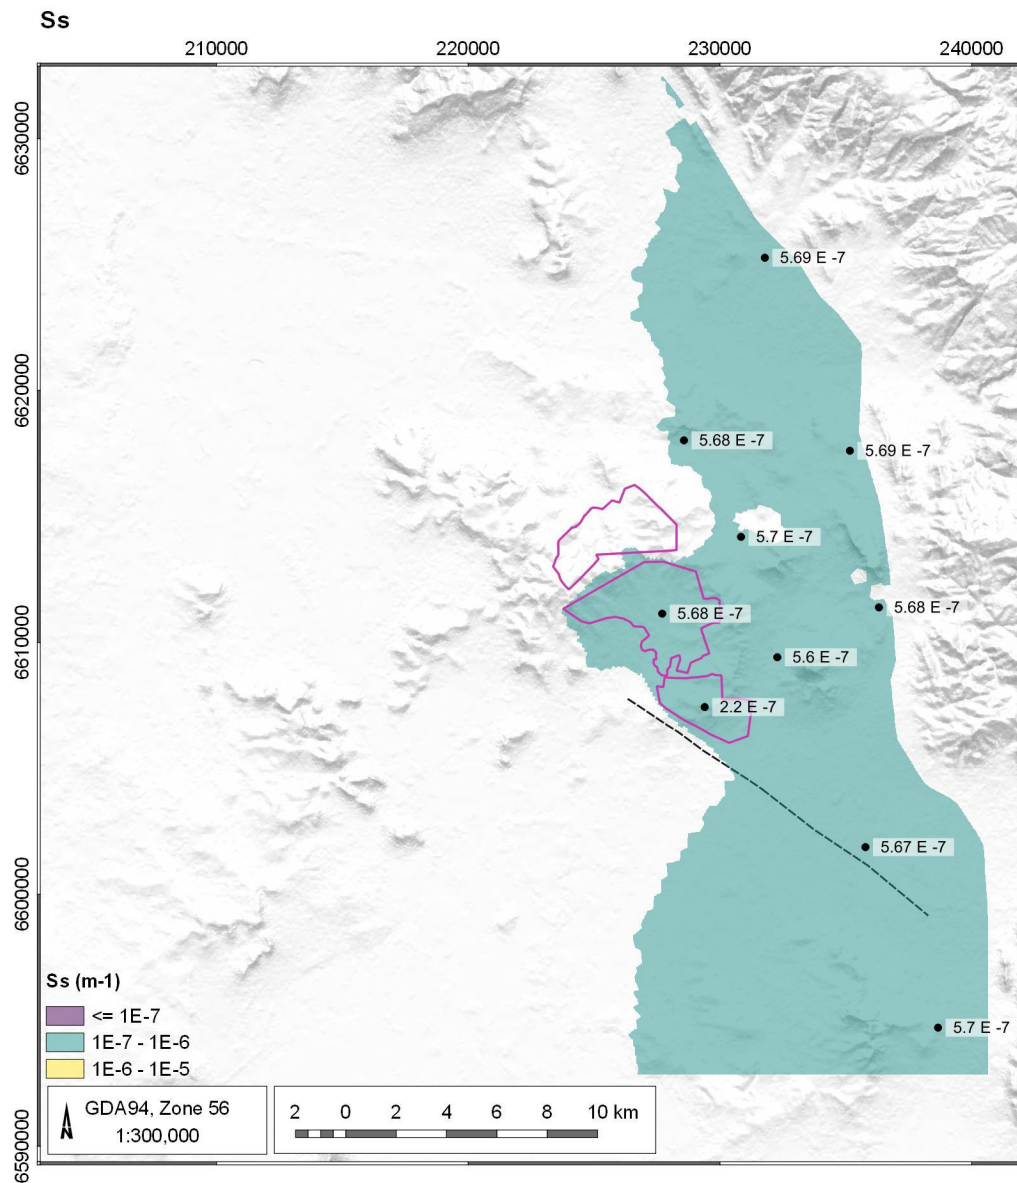 Ss
210000 220000 230000 240000
6630000
5.69 E -7
6620000
5.68 E -7
5.69 E -7
5.7 E -7
5.68 E -7
5.68 E -7
6610000
5.6 E -7
2.2 E -7
5.67 E -7
6600000
5.7 E -7
Ss (m-1)
<= 1E-7
1E-7 - 1E-6
1E-6 - 1E-5
N
GDA94, Zone 56
1:300,000
2 0 2 4 6 8 10 km
6590000